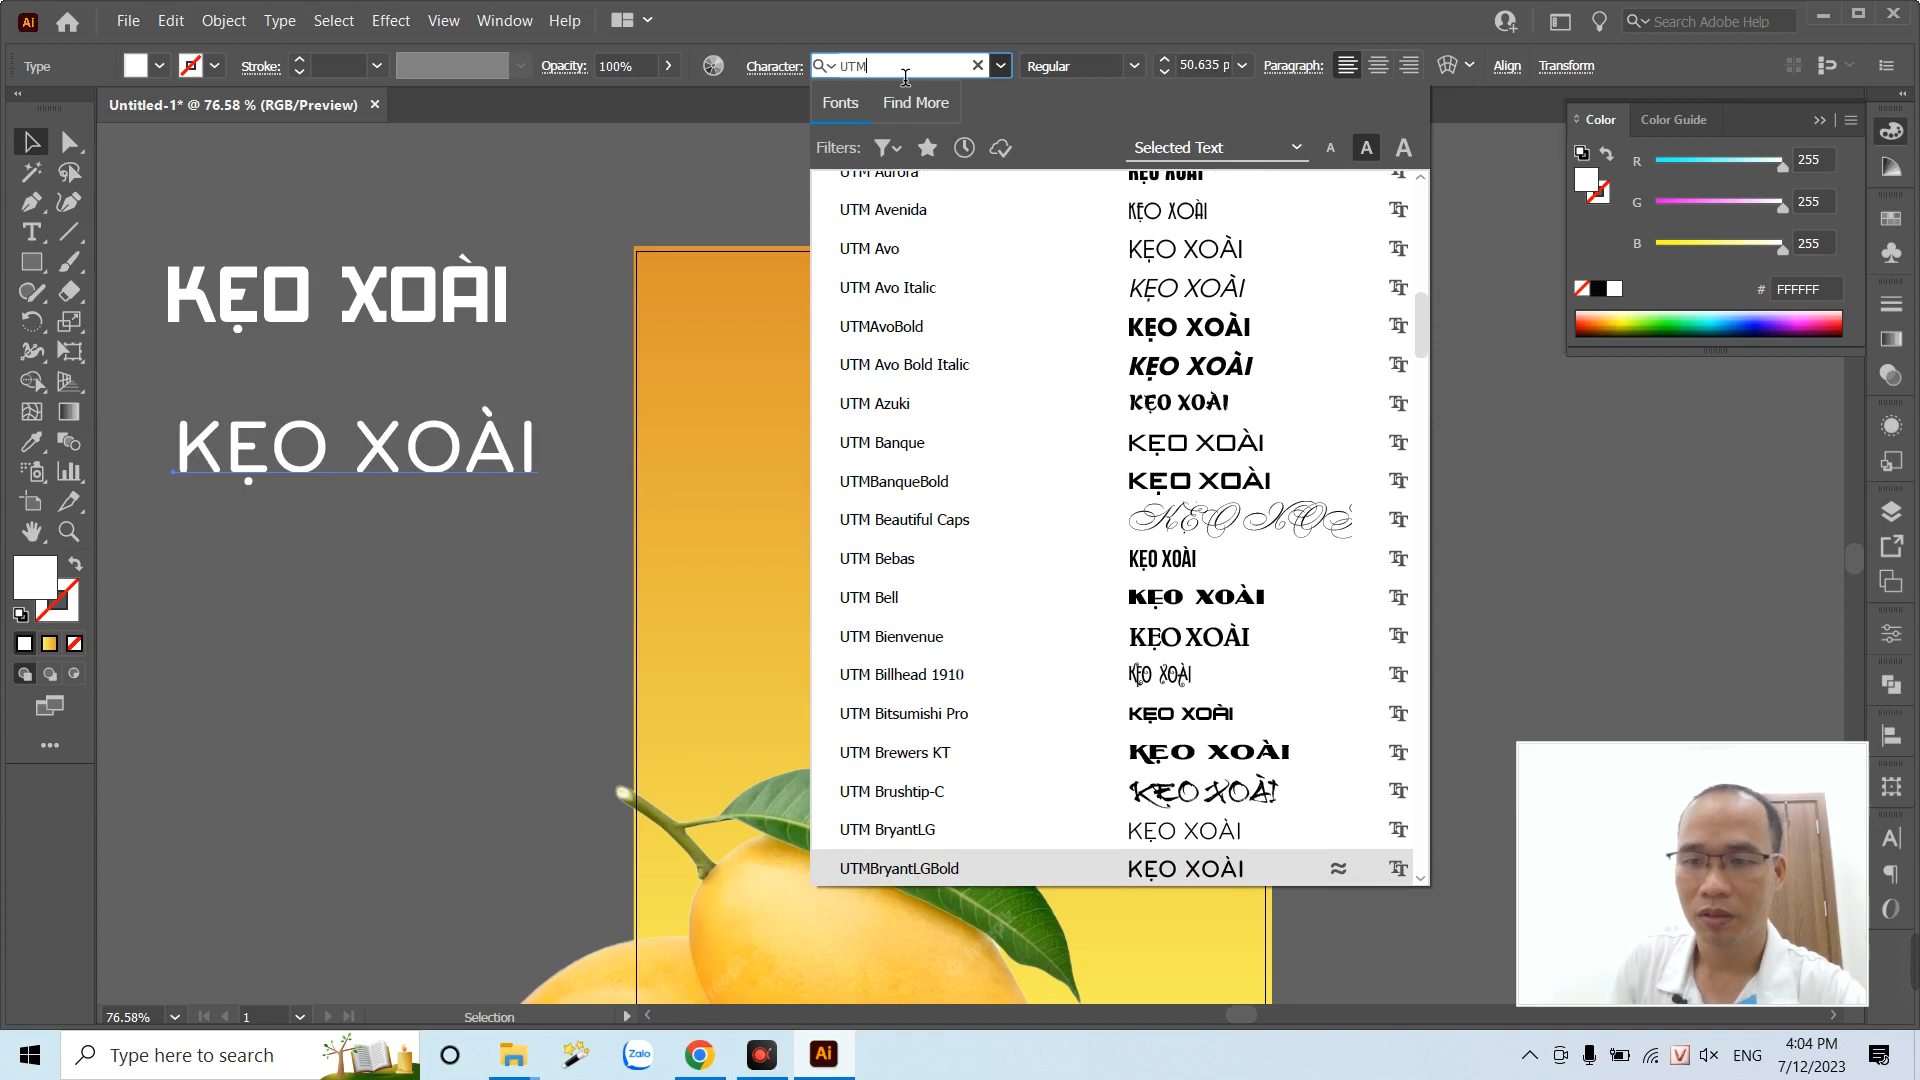 Ai File Edit Object Type Select Effect View Window Help Search Adobe Help
Type Stroke: Opacity: 100% Character: UTM Regular 50.635 p Paragraph: Align Transform
Untitled-1* @ 76.58 % (RGB/Preview)
Fonts Find More
Filters: Selected Text A A A
UTM Aurora KẸO XOÀI
UTM Avenida KẸO XOÀI
UTM Avo KẸO XOÀI
UTM Avo Italic KẸO XOÀI
UTMAvoBold KẸO XOÀI
UTM Avo Bold Italic KẸO XOÀI
UTM Azuki KẸO XOÀI
UTM Banque KẸO XOÀI
UTMBanqueBold KẸO XOÀI
UTM Beautiful Caps
UTM Bebas KẸO XOÀI
UTM Bell KẸO XOÀI
UTM Bienvenue KẸO XOÀI
UTM Billhead 1910 KẸO XOÀI
UTM Bitsumishi Pro KẸO XOÀI
UTM Brewers KT KẸO XOÀI
UTM Brushtip-C KẸO XOÀI
UTM BryantLG KẸO XOÀI
UTMBryantLGBold KẸO XOÀI
KẸO XOÀI
KẸO XOÀI
Color Color Guide
R 255
G 255
B 255
# FFFFFF
76.58% 1 Selection
Type here to search Zalo Ai ENG 4:04 PM
7/12/2023